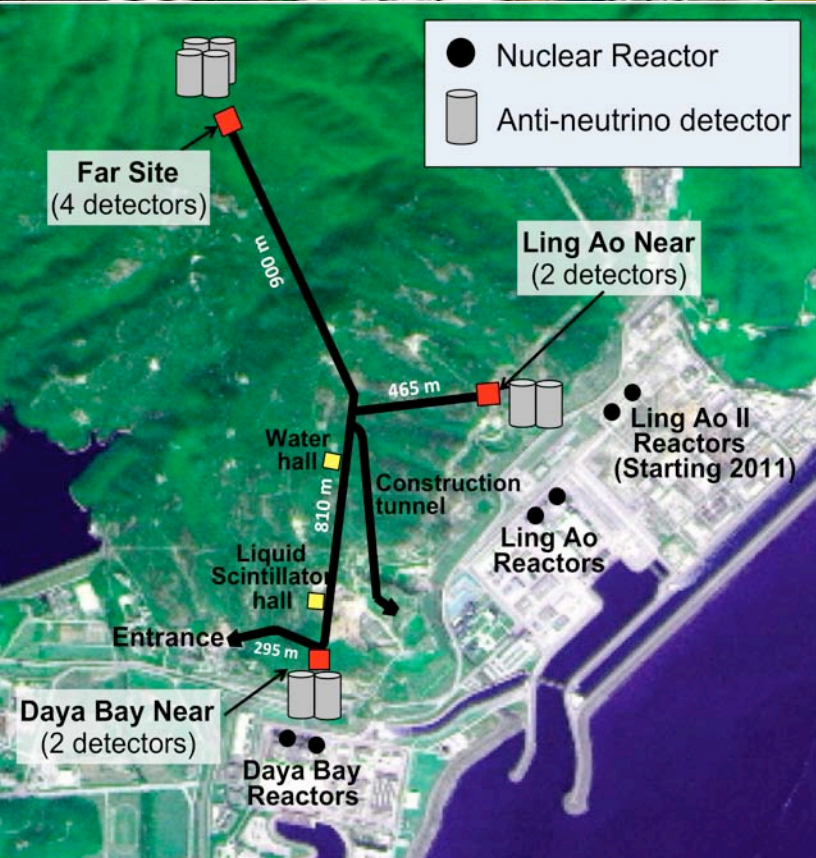 Nuclear Reactor
Anti-neutrino detector
Far Site
(4 detectors)
Ling Ao Near
(2 detectors)
900 m
465 m
Ling Ao II
Reactors
(Starting 2011)
Water
hall
810 m
Construction
tunnel
Ling Ao
Reactors
Liquid
Scintillator
hall
Entrance
295 m
Daya Bay Near
(2 detectors)
Daya Bay
Reactors